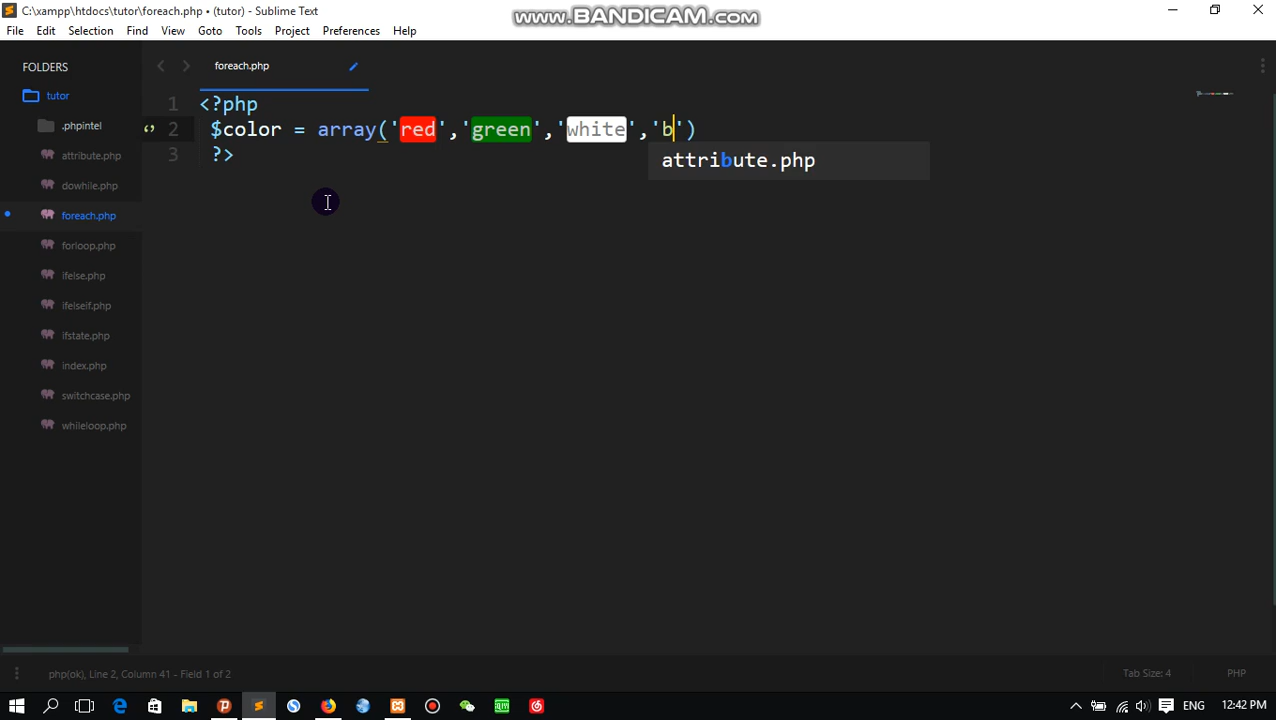 C:\xampp\htdocs\tutor\foreach.php • (tutor) - Sublime Text
www.BANDICAM.com
File Edit Selection Find View Goto Tools Project Preferences Help
FOLDERS
tutor
.phpintel
attribute.php
dowhile.php
foreach.php
forloop.php
ifelse.php
ifelseif.php
ifstate.php
index.php
switchcase.php
whileloop.php
foreach.php
1 <?php
2 $color = array('red','green','white','b')
3 ?>
attribute.php
php(ok), Line 2, Column 41 - Field 1 of 2
Tab Size: 4
PHP
ENG
12:42 PM